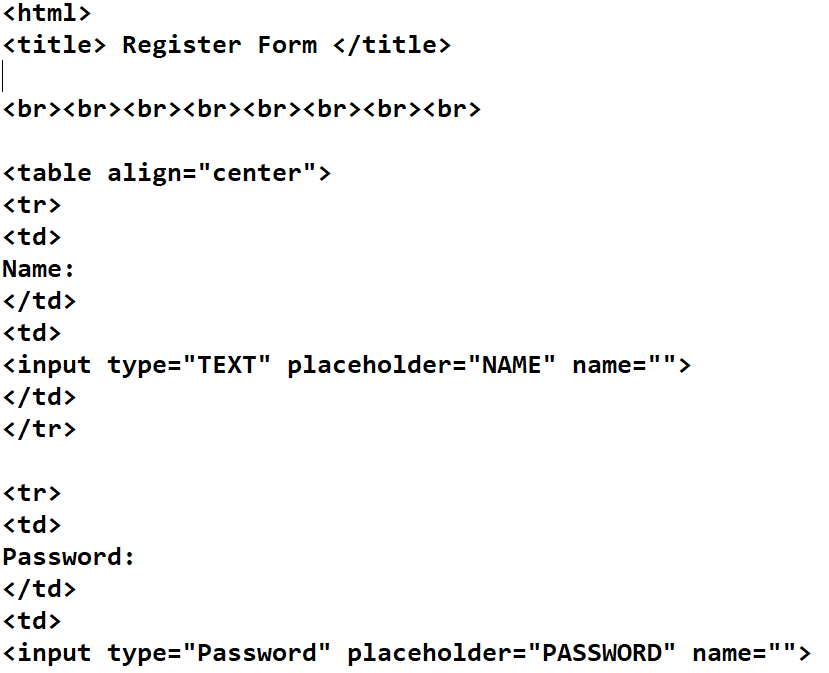 <html>
<title> Register Form </title>
<br><br><br><br><br><br><br><br>
<table align="center">
<tr>
<td>
Name:
</td>
<td>
<input type="TEXT" placeholder="NAME" name="">
</td>
</tr>
<tr>
<td>
Password:
</td>
<td>
<input type="Password" placeholder="PASSWORD" name="">